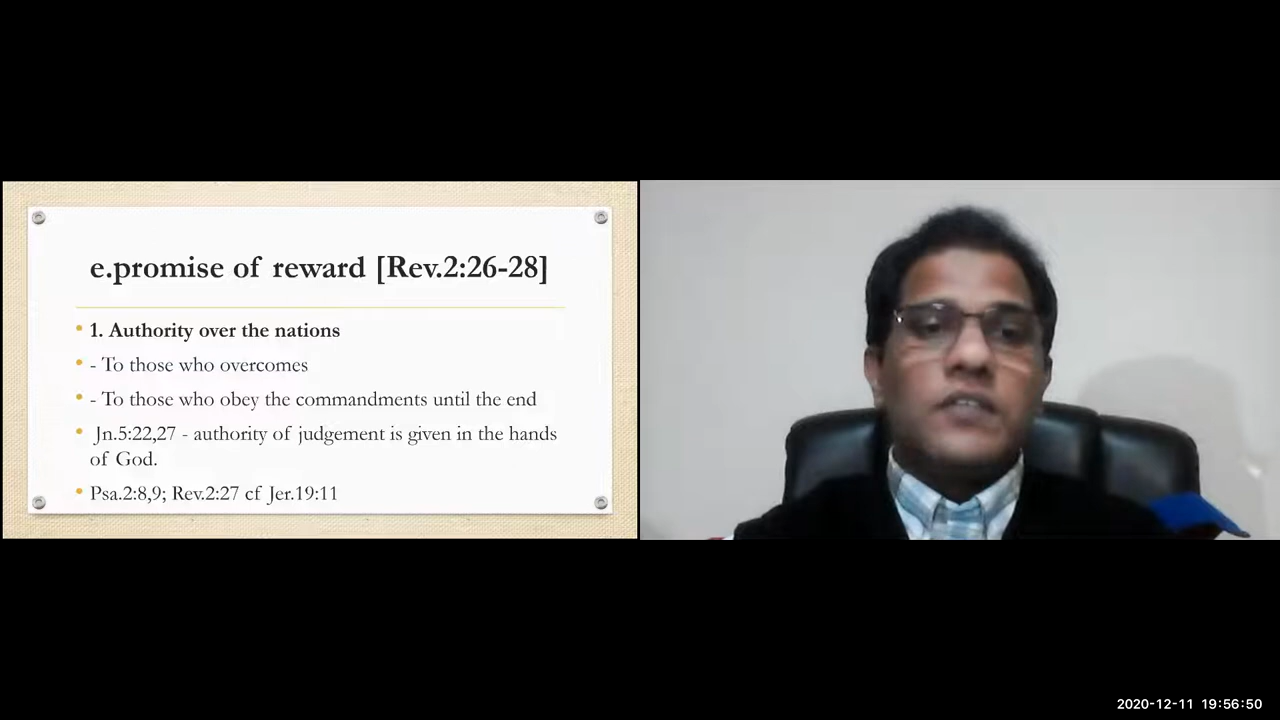 e.promise of reward [Rev.2:26-28]
• 1. Authority over the nations
• - To those who overcomes
• - To those who obey the commandments until the end
• Jn.5:22,27 - authority of judgement is given in the hands
of God.
• Psa.2:8,9; Rev.2:27 cf Jer.19:11
2020-12-11 19:56:50